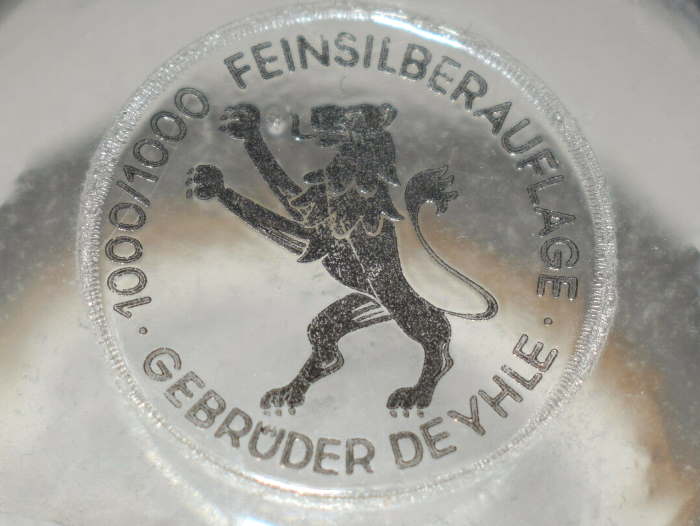 1000/1000 FEINSILBERAUFLAGE
· GEBRÜDER DEYHLE ·